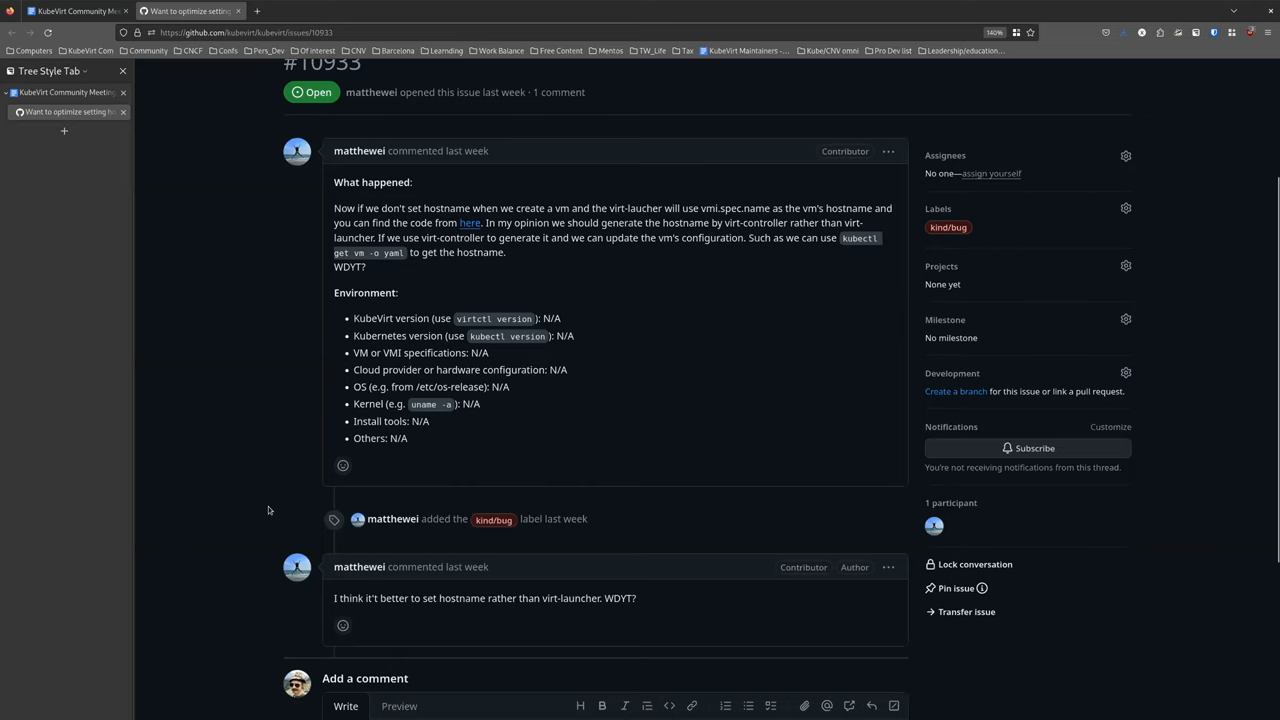 KubeVirt Community Me
Want to optimize setting
https://github.com/kubevirt/kubevirt/issues/10933
140%
Computers
KubeVirt Com
Community
CNCF
Confs
Pers_Dev
Of interest
CNV
Barcelona
Learnding
Work Balance
Free Content
Mentos
TW_Life
Tax
KubeVirt Maintainers -...
Kube/CNV omni
Pro Dev list
Leadership/education...
Tree Style Tab
KubeVirt Community Meeting
Want to optimize setting h
#10933
Open
matthewei opened this issue last week · 1 comment
matthewei commented last week
Contributor
What happened:
Now if we don't set hostname when we create a vm and the virt-laucher will use vmi.spec.name as the vm's hostname and
you can find the code from here. In my opinion we should generate the hostname by virt-controller rather than virt-
launcher. If we use virt-controller to generate it and we can update the vm's configuration. Such as we can use kubectl
get vm -o yaml to get the hostname.
WDYT?
Environment:
• KubeVirt version (use virtctl version): N/A
• Kubernetes version (use kubectl version): N/A
• VM or VMI specifications: N/A
• Cloud provider or hardware configuration: N/A
• OS (e.g. from /etc/os-release): N/A
• Kernel (e.g. uname -a): N/A
• Install tools: N/A
• Others: N/A
matthewei added the kind/bug label last week
matthewei commented last week
Contributor
Author
I think it't better to set hostname rather than virt-launcher. WDYT?
Add a comment
Write
Preview
Assignees
No one—assign yourself
Labels
kind/bug
Projects
None yet
Milestone
No milestone
Development
Create a branch for this issue or link a pull request.
Notifications
Customize
Subscribe
You're not receiving notifications from this thread.
1 participant
Lock conversation
Pin issue
Transfer issue